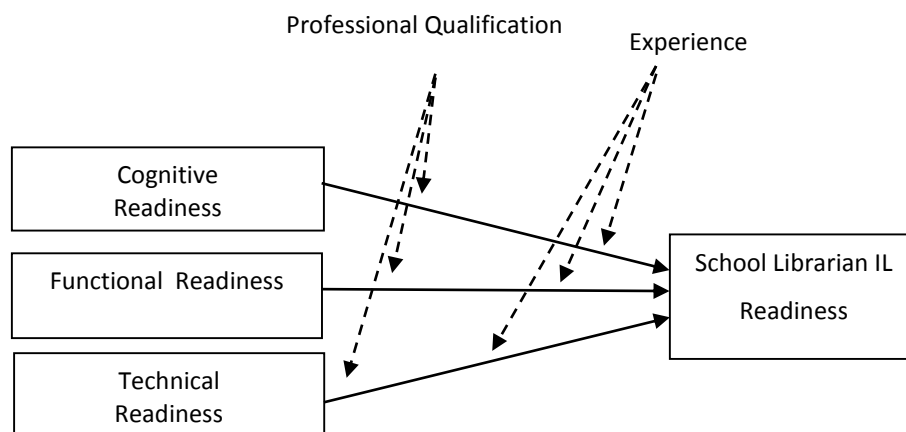 Professional Qualification
Experience
Cognitive
Readiness
Functional Readiness
Technical
Readiness
School Librarian IL
Readiness